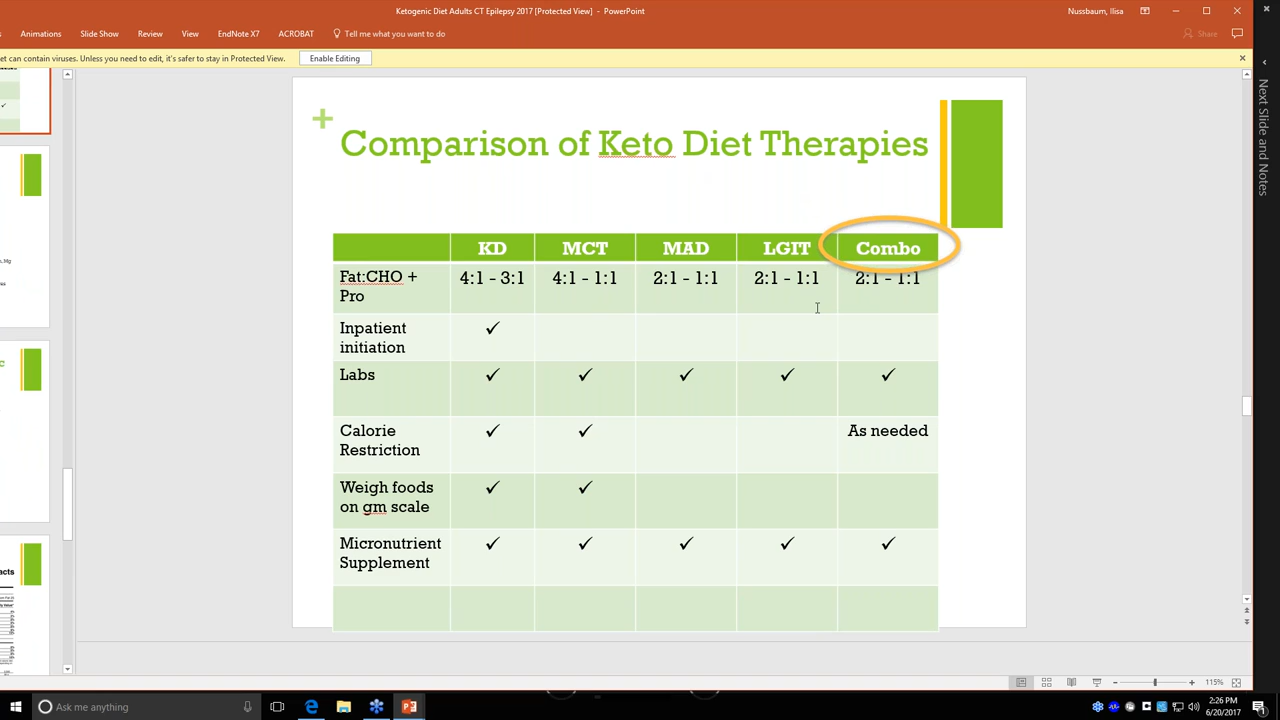 Ketogenic Diet Adults CT Epilepsy 2017 [Protected View] - PowerPoint
Nussbaum, Ilisa
Animations Slide Show Review View EndNote X7 ACROBAT Tell me what you want to do
Share
et can contain viruses. Unless you need to edit, it's safer to stay in Protected View. Enable Editing
Next Slide and Notes
+
Comparison of Keto Diet Therapies
KD MCT MAD LGIT Combo
Fat:CHO + Pro 4:1 - 3:1 4:1 - 1:1 2:1 - 1:1 2:1 - 1:1 2:1 - 1:1
Inpatient initiation ✓
Labs ✓ ✓ ✓ ✓ ✓
Calorie Restriction ✓ ✓ As needed
Weigh foods on gm scale ✓ ✓
Micronutrient Supplement ✓ ✓ ✓ ✓ ✓
, Mg
acts
115%
Ask me anything
2:26 PM
6/20/2017